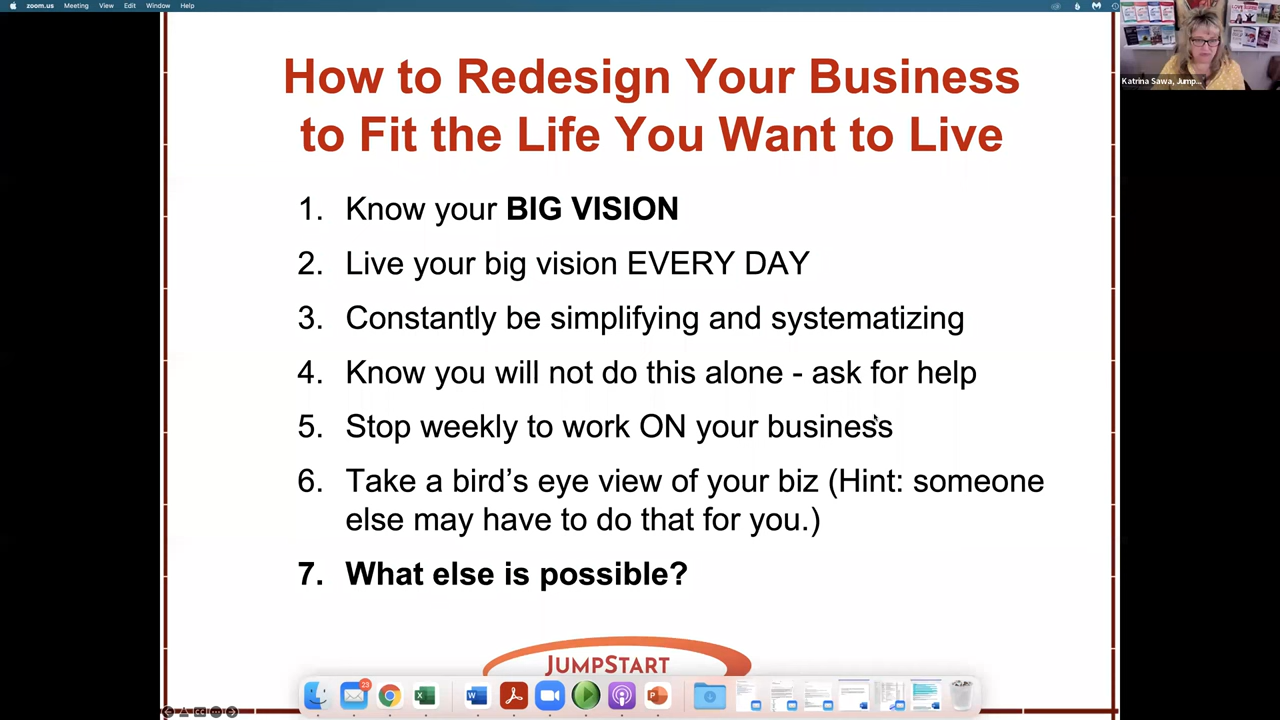 zoom.us Meeting View Edit Window Help
Katrina Sawa, Jump...
How to Redesign Your Business
to Fit the Life You Want to Live
1. Know your BIG VISION
2. Live your big vision EVERY DAY
3. Constantly be simplifying and systematizing
4. Know you will not do this alone - ask for help
5. Stop weekly to work ON your business
6. Take a bird’s eye view of your biz (Hint: someone
else may have to do that for you.)
7. What else is possible?
JUMPSTART
23